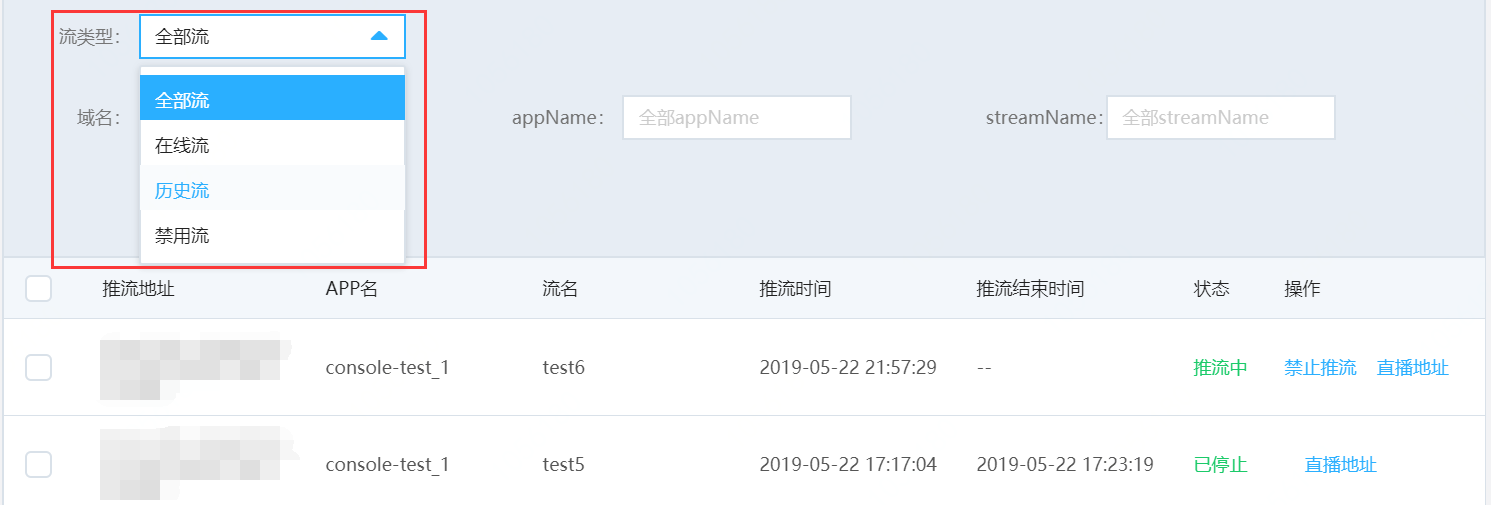 流类型： 全部流
全部流
域名： appName： 全部appName streamName： 全部streamName
在线流
历史流
禁用流
推流地址 APP名 流名 推流时间 推流结束时间 状态 操作
console-test_1 test6 2019-05-22 21:57:29 -- 推流中 禁止推流 直播地址
console-test_1 test5 2019-05-22 17:17:04 2019-05-22 17:23:19 已停止 直播地址